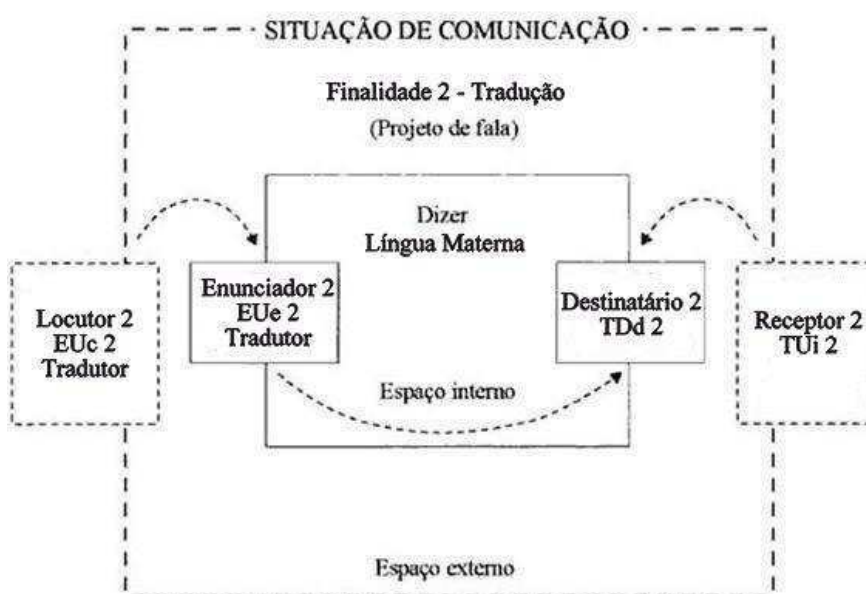 SITUAÇÃO DE COMUNICAÇÃO
Finalidade 2 - Tradução
(Projeto de fala)
Dizer
Língua Materna
Locutor 2
EUc 2
Tradutor
Enunciador 2
EUe 2
Tradutor
Destinatário 2
TDd 2
Receptor 2
TUi 2
Espaço interno
Espaço externo